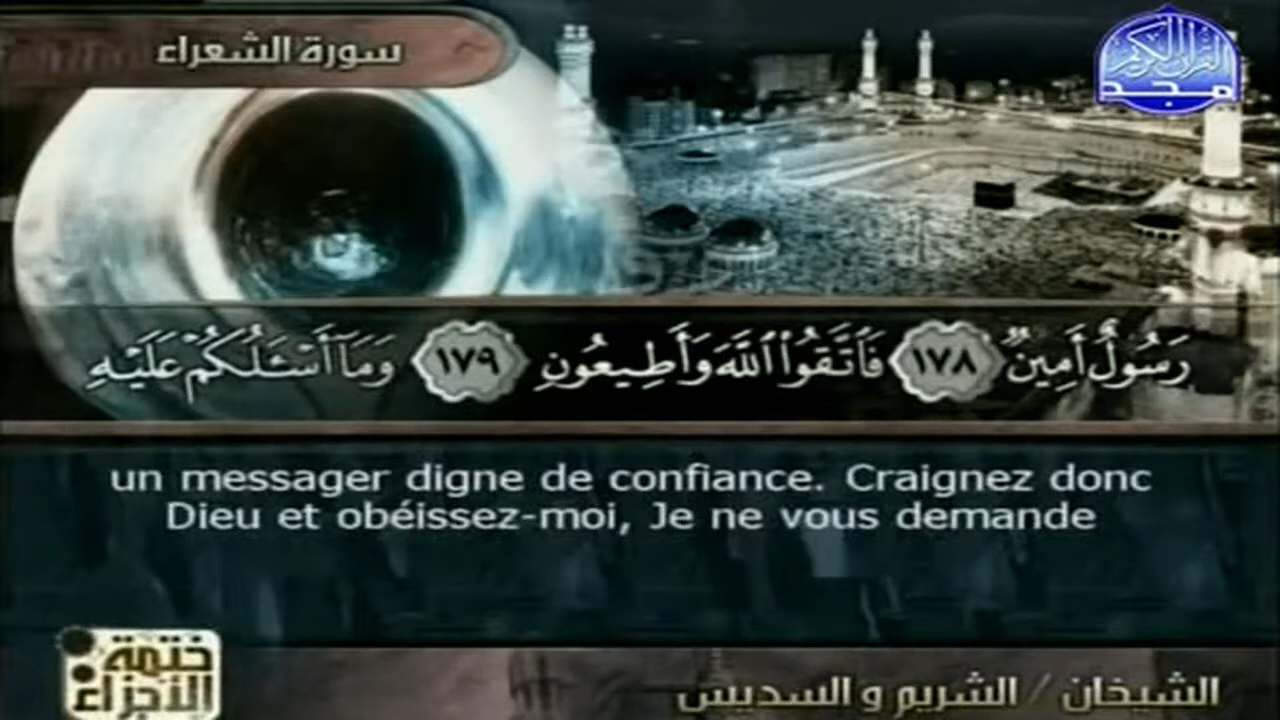 سورة الشعراء
القرآن الكريم
مجد
رَسُولٌ أَمِينٌ ١٧٨ فَاتَّقُوا اللَّهَ وَأَطِيعُونِ ١٧٩ وَمَا أَسْـَٔلُكُمْ عَلَيْهِ
un messager digne de confiance. Craignez donc
Dieu et obéissez-moi, Je ne vous demande
ختمة
الأجزاء
الشيخان / الشريم و السديس